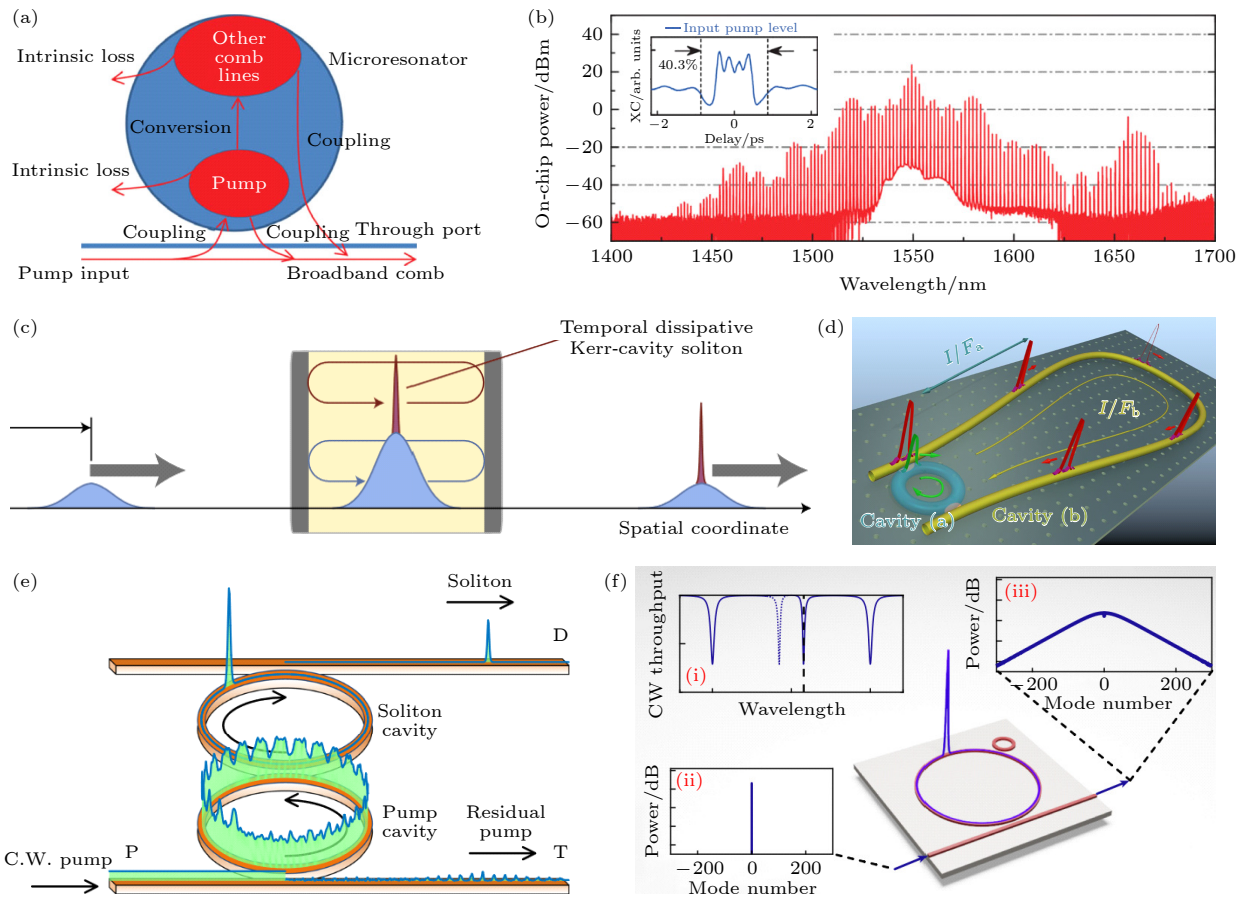 (a)
Other
comb
lines
Intrinsic loss
Microresonator
Conversion
Coupling
Intrinsic loss
Pump
Coupling
Coupling
Through port
Pump input
Broadband comb
(b)
On-chip power/dBm
40
20
0
−20
−40
−60
1400
1450
1500
1550
1600
1650
1700
Wavelength/nm
Input pump level
40.3%
XC/arb. units
−2
0
2
Delay/ps
(c)
Temporal dissipative
Kerr-cavity soliton
Spatial coordinate
(d)
l/Fa
l/Fb
Cavity (a)
Cavity (b)
(e)
Soliton
D
Soliton
cavity
Pump
cavity
Residual
pump
C.W. pump
P
T
(f)
CW throughput
(i)
Wavelength
(ii)
Power/dB
−200
0
200
Mode number
(iii)
Power/dB
−200
0
200
Mode number